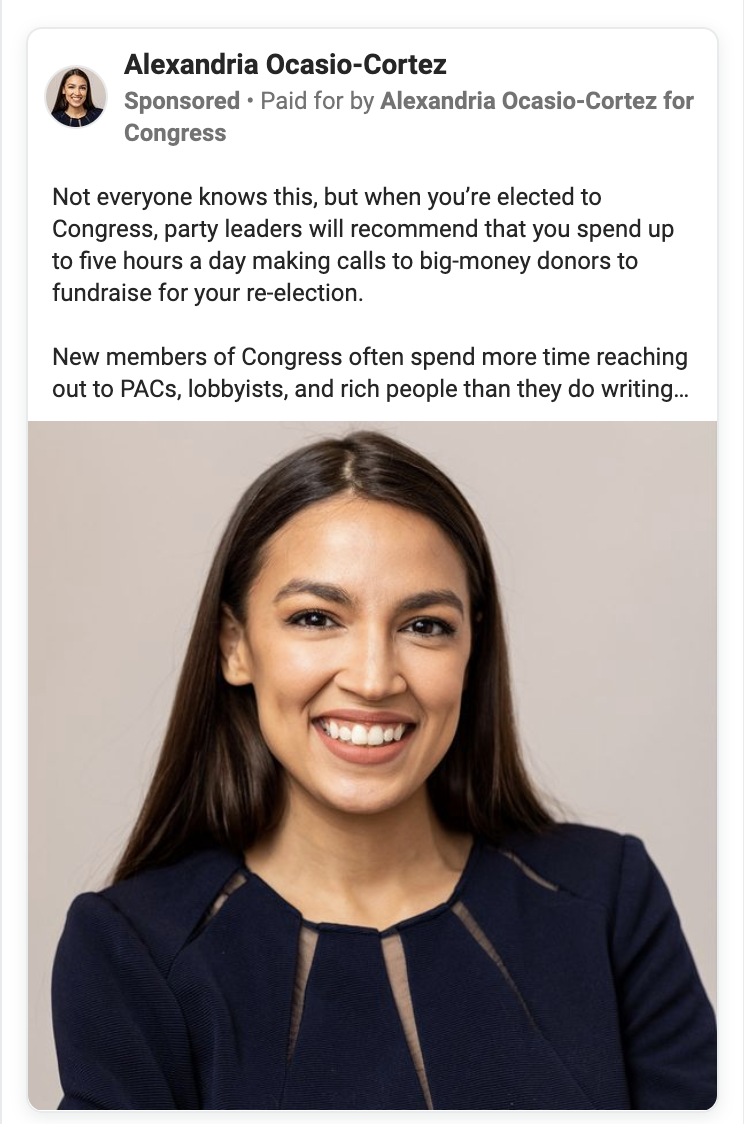 Alexandria Ocasio-Cortez
Sponsored • Paid for by Alexandria Ocasio-Cortez for
Congress
Not everyone knows this, but when you’re elected to
Congress, party leaders will recommend that you spend up
to five hours a day making calls to big-money donors to
fundraise for your re-election.
New members of Congress often spend more time reaching
out to PACs, lobbyists, and rich people than they do writing…